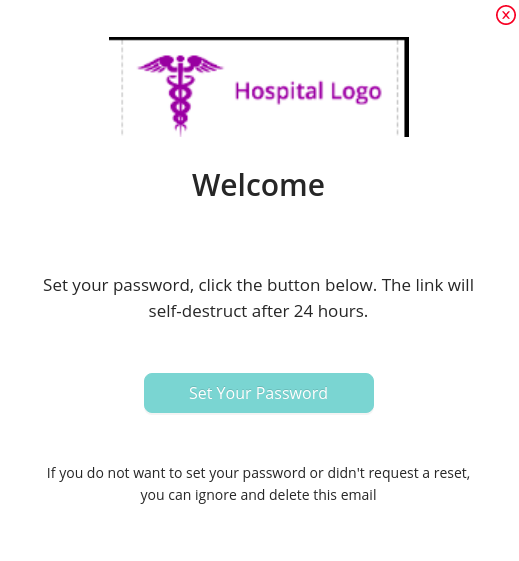 Hospital Logo
Welcome
Set your password, click the button below. The link will
self-destruct after 24 hours.
Set Your Password
If you do not want to set your password or didn't request a reset,
you can ignore and delete this email